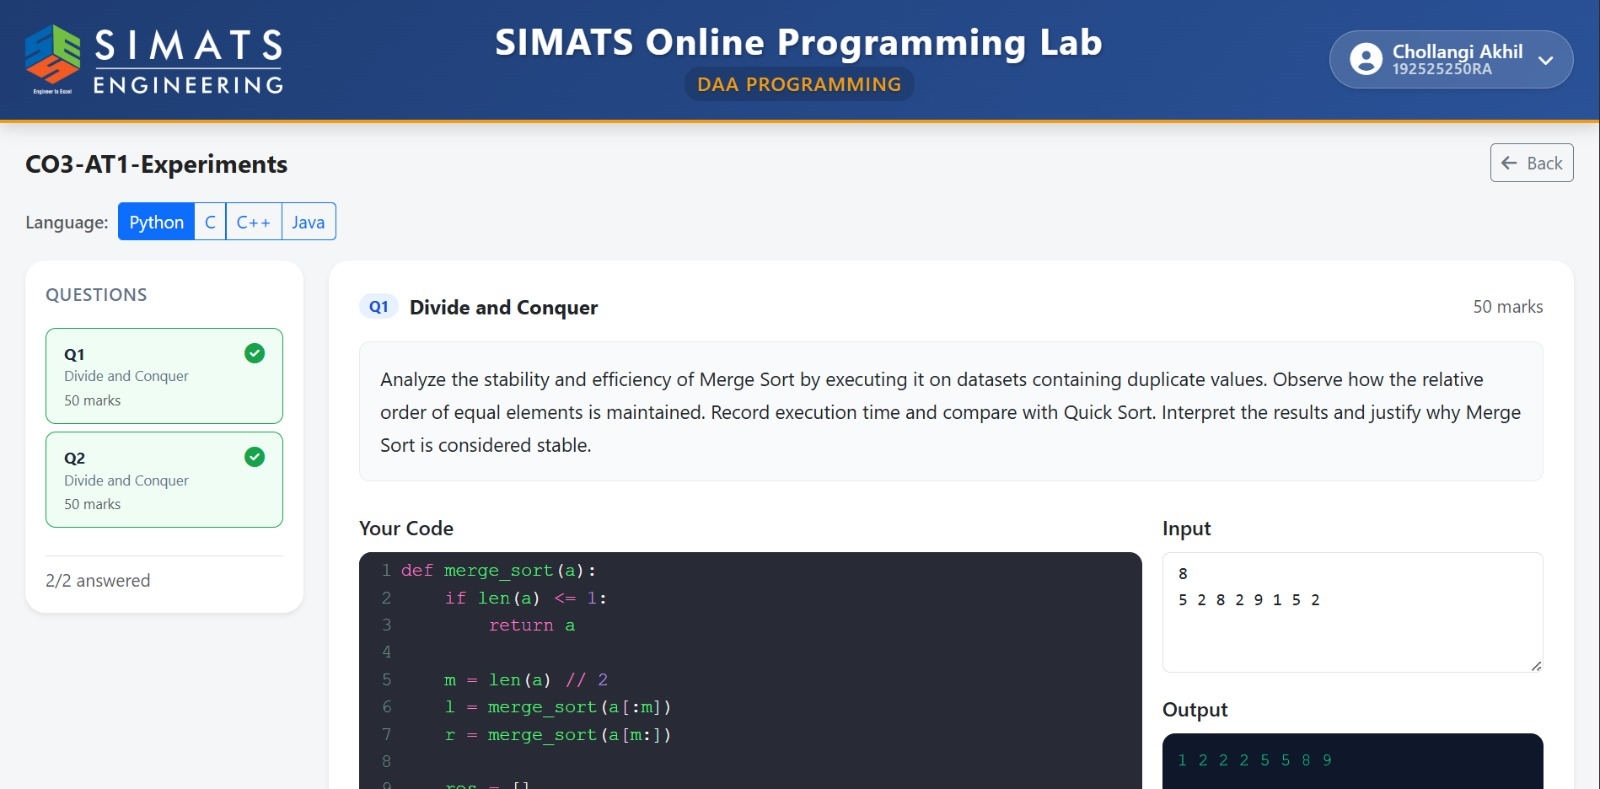 SIMATS
ENGINEERING
Engineer to Excel
SIMATS Online Programming Lab
DAA PROGRAMMING
Chollangi Akhil
192525250RA
CO3-AT1-Experiments
Back
Language: Python C C++ Java
QUESTIONS
Q1
Divide and Conquer
50 marks
Q2
Divide and Conquer
50 marks
2/2 answered
Q1 Divide and Conquer 50 marks
Analyze the stability and efficiency of Merge Sort by executing it on datasets containing duplicate values. Observe how the relative
order of equal elements is maintained. Record execution time and compare with Quick Sort. Interpret the results and justify why Merge
Sort is considered stable.
Your Code
1 def merge_sort(a):
2     if len(a) <= 1:
3         return a
4
5     m = len(a) // 2
6     l = merge_sort(a[:m])
7     r = merge_sort(a[m:])
8
9     res = []
Input
8
5 2 8 2 9 1 5 2
Output
1 2 2 2 5 5 8 9